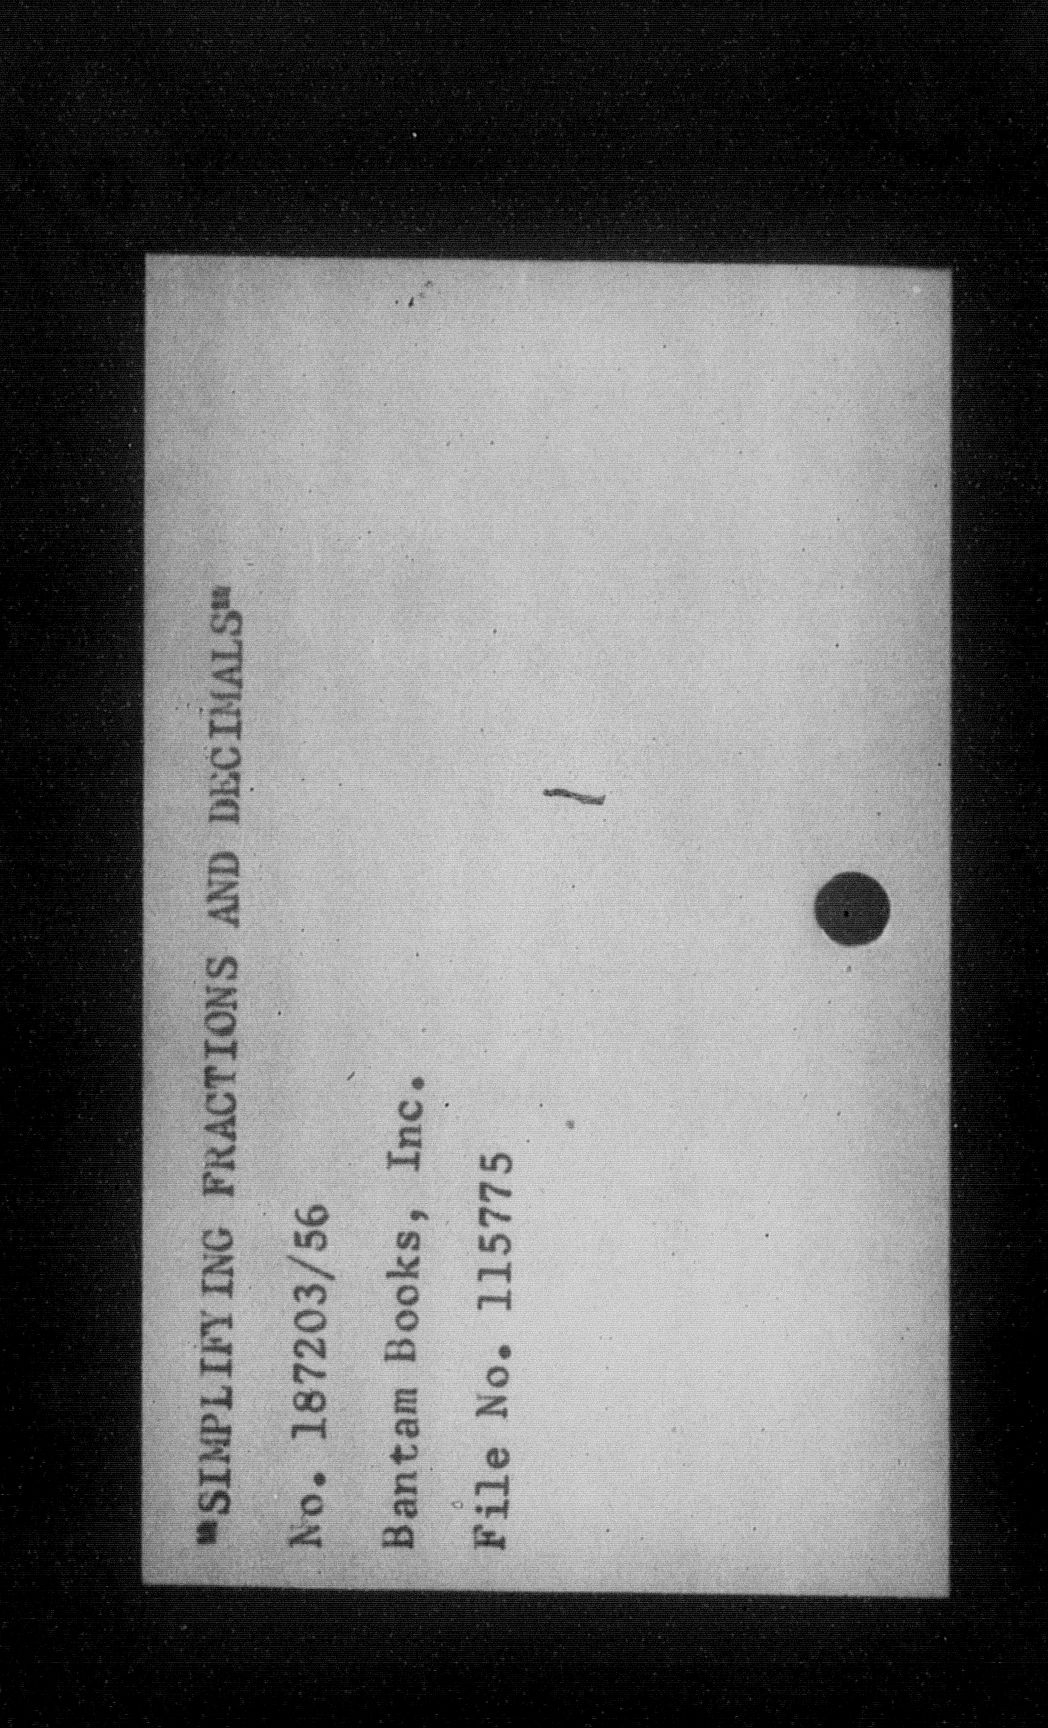 "SIMPLIFYING FRACTIONS AND DECIMALS"
No. 187203/56
Bantam Books, Inc.
File No. 115775